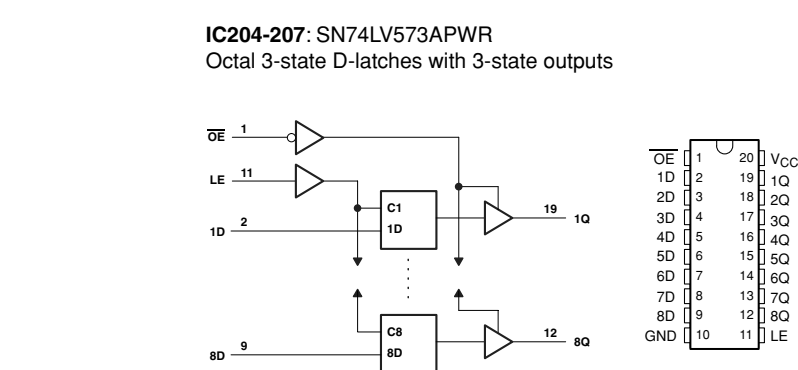 IC204-207: SN74LV573APWR
Octal 3-state D-latches with 3-state outputs
OE 1
LE 11
C1
1D 2 1D 19 1Q
C8
8D 9 8D 12 8Q
OE 1 20 VCC
1D 2 19 1Q
2D 3 18 2Q
3D 4 17 3Q
4D 5 16 4Q
5D 6 15 5Q
6D 7 14 6Q
7D 8 13 7Q
8D 9 12 8Q
GND 10 11 LE